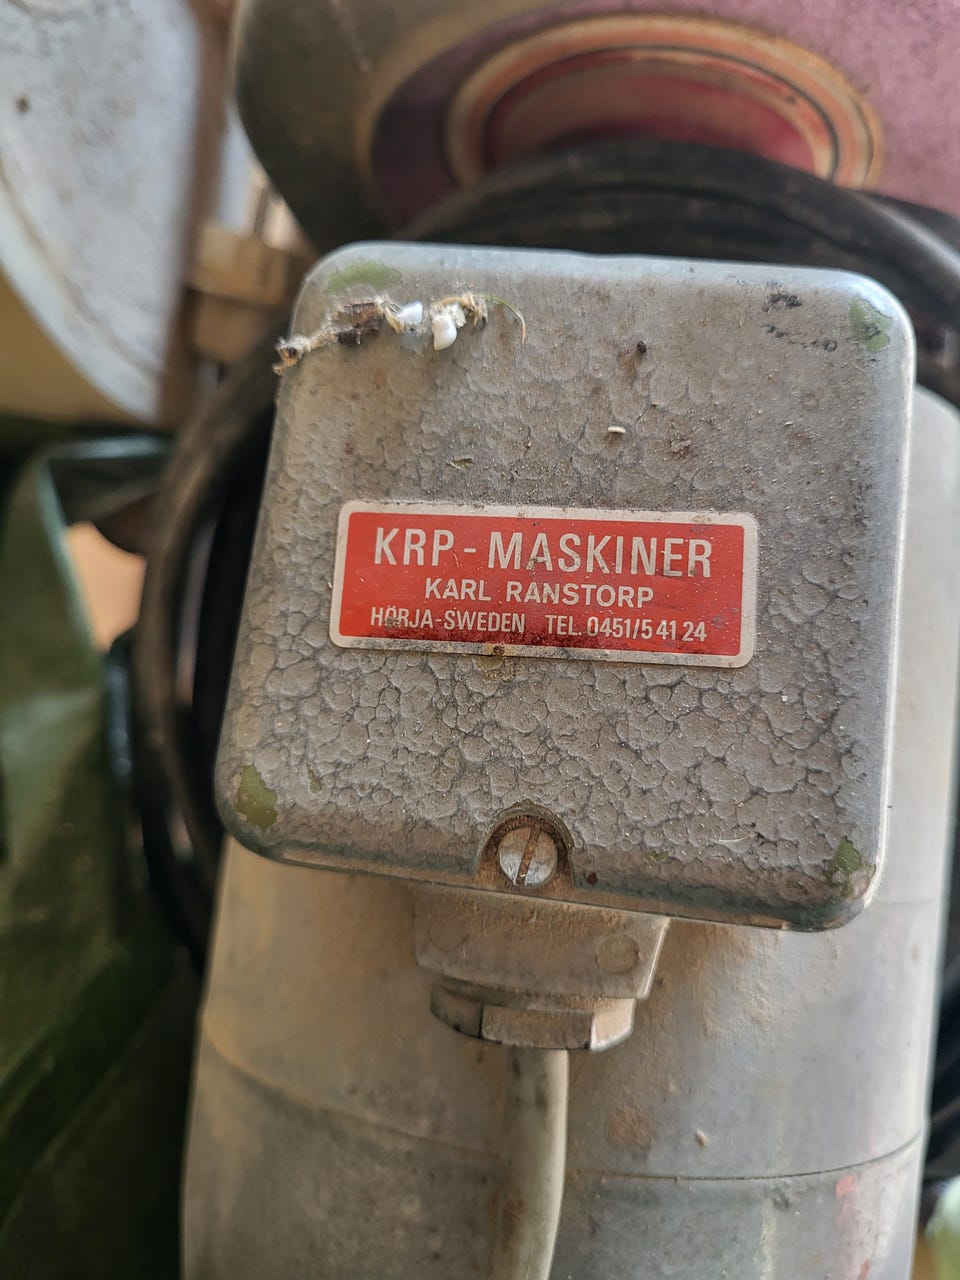 KRP - MASKINER
KARL RANSTORP
HÖRJA-SWEDEN TEL. 0451/5 41 24